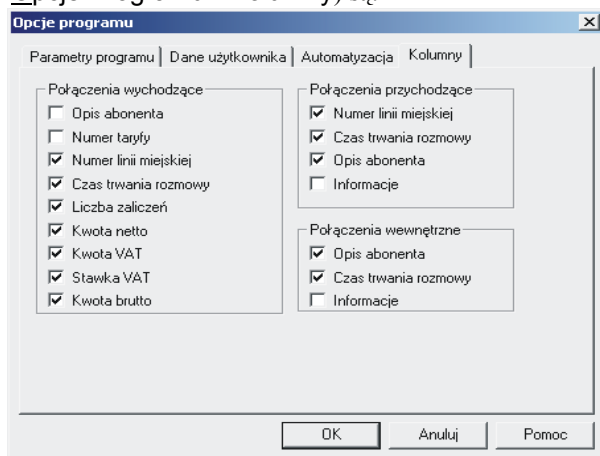 Opcje programu
Parametry programu
Dane użytkownika
Automatyzacja
Kolumny
Połączenia wychodzące
Opis abonenta
Numer taryfy
Numer linii miejskiej
Czas trwania rozmowy
Liczba zaliczeń
Kwota netto
Kwota VAT
Stawka VAT
Kwota brutto
Połączenia przychodzące
Numer linii miejskiej
Czas trwania rozmowy
Opis abonenta
Informacje
Połączenia wewnętrzne
Opis abonenta
Czas trwania rozmowy
Informacje
OK
Anuluj
Pomoc